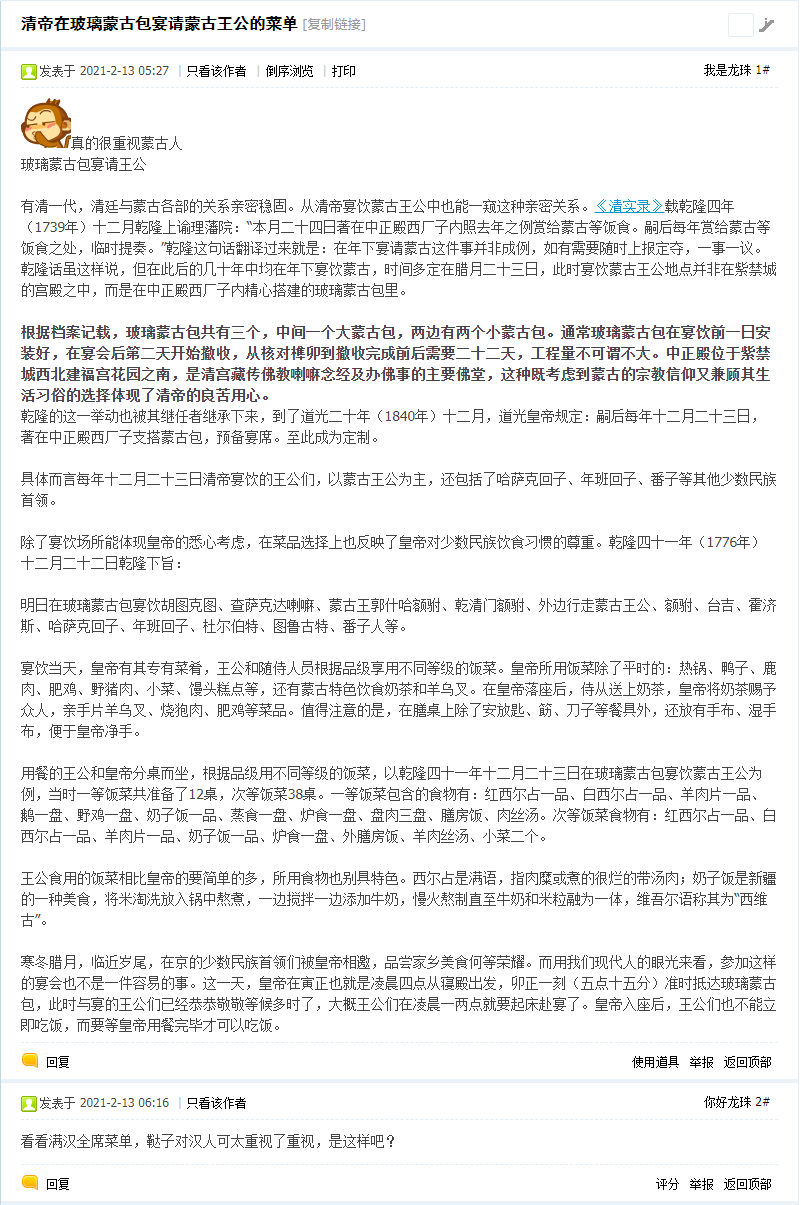 清帝在玻璃蒙古包宴请蒙古王公的菜单 [复制链接]
发表于 2021-2-13 05:27 | 只看该作者 | 倒序浏览 | 打印
我是龙珠 1#
真的很重视蒙古人
玻璃蒙古包宴请王公
有清一代，清廷与蒙古各部的关系亲密稳固。从清帝宴饮蒙古王公中也能一窥这种亲密关系。《清实录》载乾隆四年
（1739年）十二月乾隆上谕理藩院：“本月二十四日著在中正殿西厂子内照去年之例赏给蒙古等饭食。嗣后每年赏给蒙古等
饭食之处，临时提奏。”乾隆这句话翻译过来就是：在年下宴请蒙古这件事并非成例，如有需要随时上报定夺，一事一议。
乾隆话虽这样说，但在此后的几十年中均在年下宴饮蒙古，时间多定在腊月二十三日，此时宴饮蒙古王公地点并非在紫禁城
的宫殿之中，而是在中正殿西厂子内精心搭建的玻璃蒙古包里。
根据档案记载，玻璃蒙古包共有三个，中间一个大蒙古包，两边有两个小蒙古包。通常玻璃蒙古包在宴饮前一日安
装好，在宴会后第二天开始撤收，从核对榫卯到撤收完成前后需要二十二天，工程量不可谓不大。中正殿位于紫禁
城西北建福宫花园之南，是清宫藏传佛教喇嘛念经及办佛事的主要佛堂，这种既考虑到蒙古的宗教信仰又兼顾其生
活习俗的选择体现了清帝的良苦用心。
乾隆的这一举动也被其继任者继承下来，到了道光二十年（1840年）十二月，道光皇帝规定：嗣后每年十二月二十三日，
著在中正殿西厂子支搭蒙古包，预备宴席。至此成为定制。
具体而言每年十二月二十三日清帝宴饮的王公们，以蒙古王公为主，还包括了哈萨克回子、年班回子、番子等其他少数民族
首领。
除了宴饮场所能体现皇帝的悉心考虑，在菜品选择上也反映了皇帝对少数民族饮食习惯的尊重。乾隆四十一年（1776年）
十二月二十二日乾隆下旨：
明日在玻璃蒙古包宴饮胡图克图、查萨克达喇嘛、蒙古王郭什哈额驸、乾清门额驸、外边行走蒙古王公、额驸、台吉、霍济
斯、哈萨克回子、年班回子、杜尔伯特、图鲁古特、番子人等。
宴饮当天，皇帝有其专有菜肴，王公和随侍人员根据品级享用不同等级的饭菜。皇帝所用饭菜除了平时的：热锅、鸭子、鹿
肉、肥鸡、野猪肉、小菜、馒头糕点等，还有蒙古特色饮食奶茶和羊乌叉。在皇帝落座后，侍从送上奶茶，皇帝将奶茶赐予
众人，亲手片羊乌叉、烧狍肉、肥鸡等菜品。值得注意的是，在膳桌上除了安放匙、筯、刀子等餐具外，还放有手布、湿手
布，便于皇帝净手。
用餐的王公和皇帝分桌而坐，根据品级用不同等级的饭菜，以乾隆四十一年十二月二十三日在玻璃蒙古包宴饮蒙古王公为
例，当时一等饭菜共准备了12桌，次等饭菜38桌。一等饭菜包含的食物有：红西尔占一品、白西尔占一品、羊肉片一品、
鹅一盘、野鸡一盘、奶子饭一品、蒸食一盘、炉食一盘、盘肉三盘、膳房饭、肉丝汤。次等饭菜食物有：红西尔占一品、白
西尔占一品、羊肉片一品、奶子饭一品、炉食一盘、外膳房饭、羊肉丝汤、小菜二个。
王公食用的饭菜相比皇帝的要简单的多，所用食物也别具特色。西尔占是满语，指肉糜或煮的很烂的带汤肉；奶子饭是新疆
的一种美食，将米淘洗放入锅中熬煮，一边搅拌一边添加牛奶，慢火熬制直至牛奶和米粒融为一体，维吾尔语称其为“西维
古”。
寒冬腊月，临近岁尾，在京的少数民族首领们被皇帝相邀，品尝家乡美食何等荣耀。而用我们现代人的眼光来看，参加这样
的宴会也不是一件容易的事。这一天，皇帝在寅正也就是凌晨四点从寝殿出发，卯正一刻（五点十五分）准时抵达玻璃蒙古
包，此时与宴的王公们已经恭恭敬敬等候多时了，大概王公们在凌晨一两点就要起床赴宴了。皇帝入座后，王公们也不能立
即吃饭，而要等皇帝用餐完毕才可以吃饭。
回复
使用道具 举报 返回顶部
发表于 2021-2-13 06:16 | 只看该作者
你好龙珠 2#
看看满汉全席菜单，鞑子对汉人可太重视了重视，是这样吧？
回复
评分 举报 返回顶部